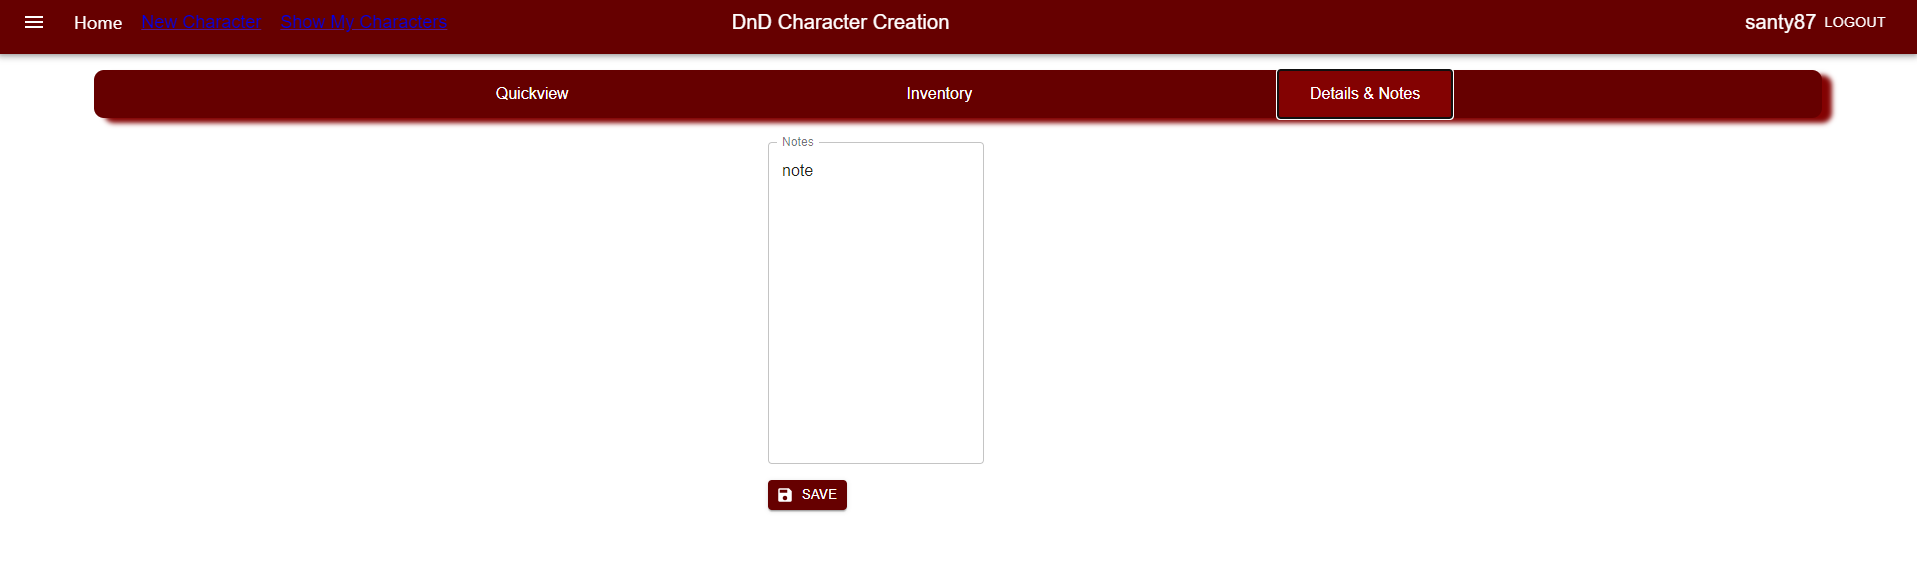 Home New Character Show My Characters DnD Character Creation santy87 LOGOUT
Quickview Inventory Details & Notes
Notes
note
SAVE